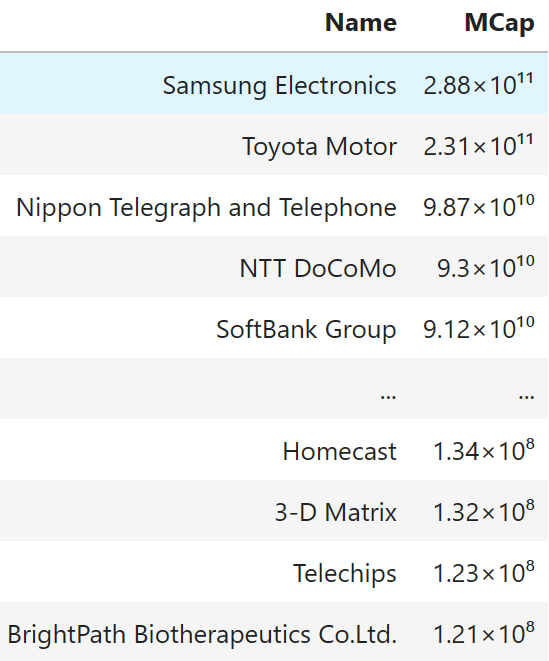 Name MCap
Samsung Electronics 2.88×10¹¹
Toyota Motor 2.31×10¹¹
Nippon Telegraph and Telephone 9.87×10¹⁰
NTT DoCoMo 9.3×10¹⁰
SoftBank Group 9.12×10¹⁰
... ...
Homecast 1.34×10⁸
3-D Matrix 1.32×10⁸
Telechips 1.23×10⁸
BrightPath Biotherapeutics Co.Ltd. 1.21×10⁸